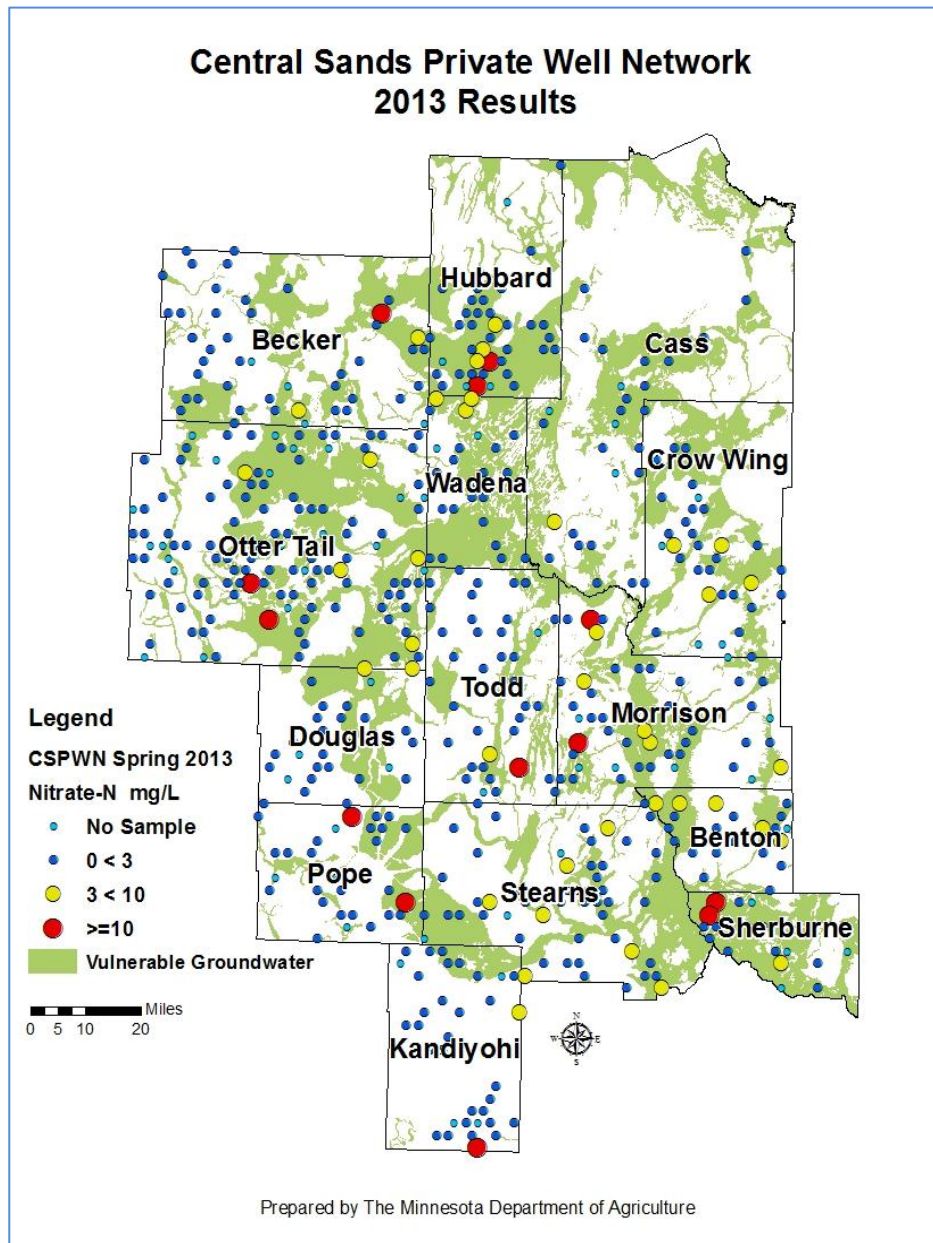 Central Sands Private Well Network
2013 Results
Hubbard
Becker
Cass
Crow Wing
Wadena
Otter Tail
Todd
Morrison
Douglas
Benton
Pope
Stearns
Sherburne
Kandiyohi
Legend
CSPWN Spring 2013
Nitrate-N mg/L
No Sample
0 < 3
3 < 10
>=10
Vulnerable Groundwater
Miles
0 5 10 20
N
W E
S
Prepared by The Minnesota Department of Agriculture